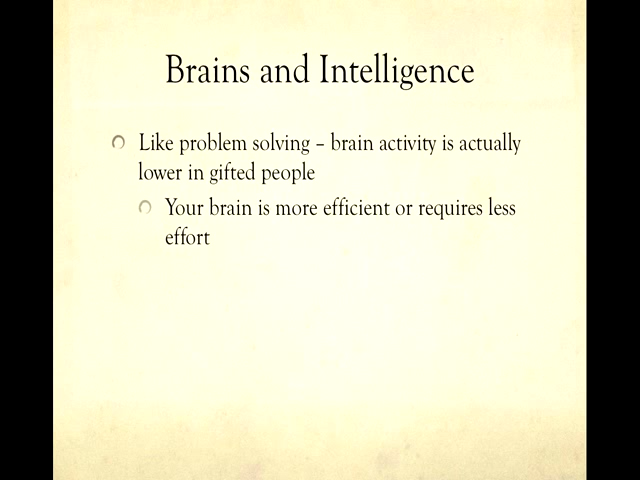 Brains and Intelligence
Like problem solving – brain activity is actually
lower in gifted people
Your brain is more efficient or requires less
effort